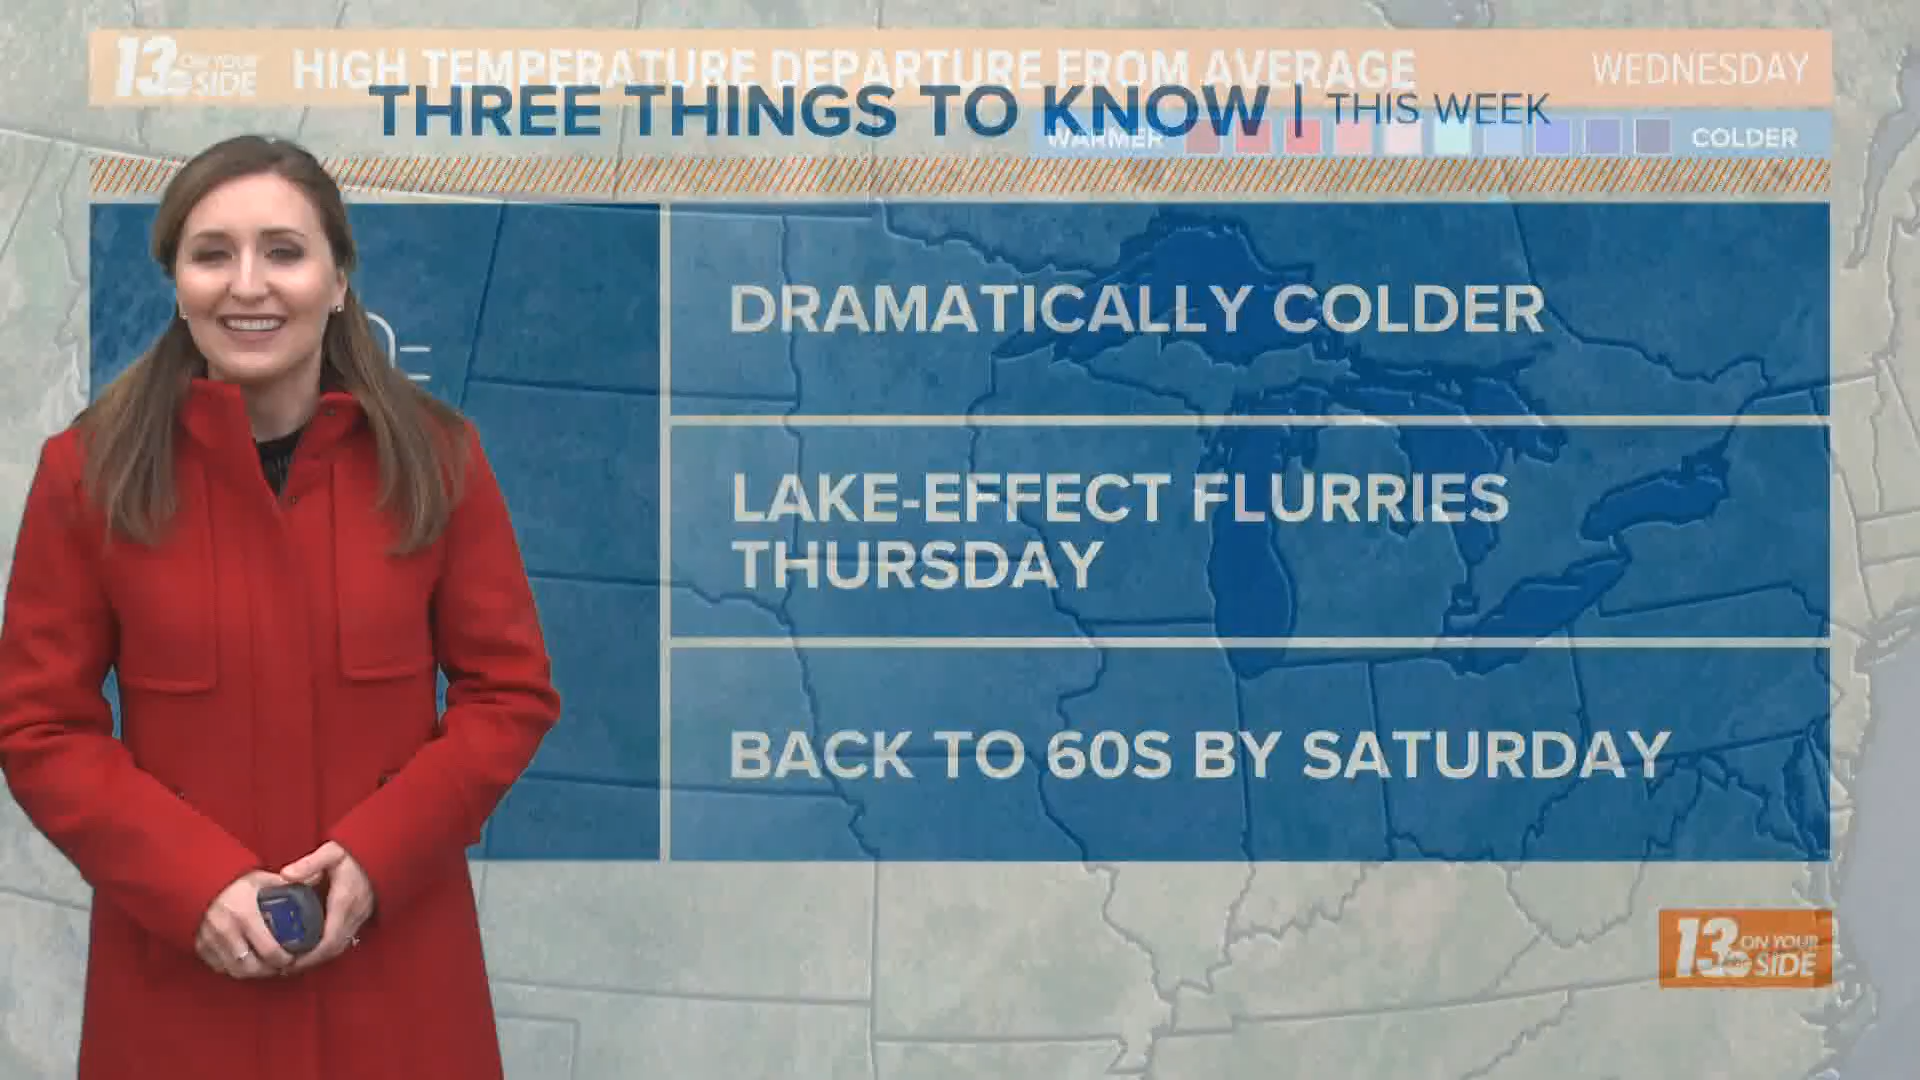 13 ON YOUR SIDE
HIGH TEMPERATURE DEPARTURE FROM AVERAGE
WEDNESDAY
THREE THINGS TO KNOW | THIS WEEK
WARMER
COLDER
DRAMATICALLY COLDER
LAKE-EFFECT FLURRIES
THURSDAY
BACK TO 60S BY SATURDAY
13 ON YOUR
SIDE